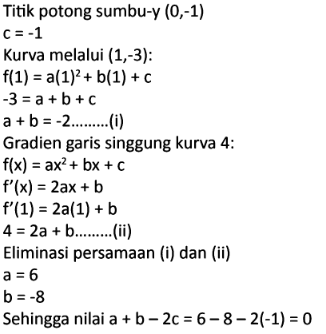 Titik potong sumbu-y (0,-1)
c = -1
Kurva melalui (1,-3):
f(1) = a(1)² + b(1) + c
-3 = a + b + c
a + b = -2.........(i)
Gradien garis singgung kurva 4:
f(x) = ax² + bx + c
f'(x) = 2ax + b
f'(1) = 2a(1) + b
4 = 2a + b.........(ii)
Eliminasi persamaan (i) dan (ii)
a = 6
b = -8
Sehingga nilai a + b – 2c = 6 – 8 – 2(-1) = 0